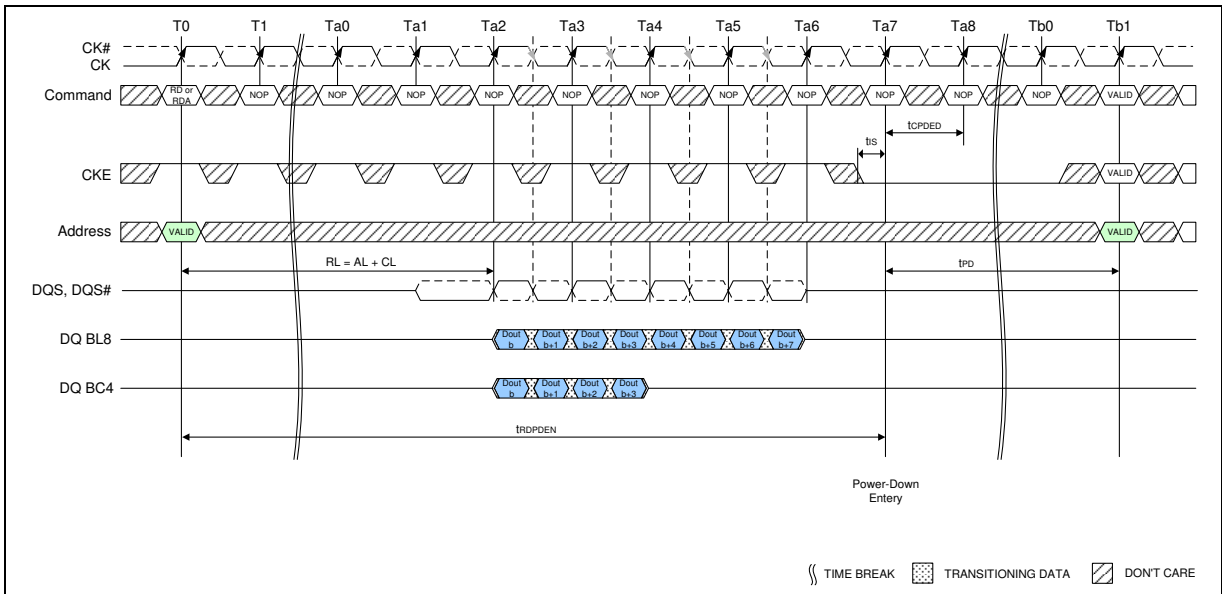 T0 T1 Ta0 Ta1 Ta2 Ta3 Ta4 Ta5 Ta6 Ta7 Ta8 Tb0 Tb1
CK#
CK
Command RD or RDA NOP NOP NOP NOP NOP NOP NOP NOP NOP NOP NOP VALID
tCPDED
tIS
CKE VALID
Address VALID VALID
RL = AL + CL tPD
DQS, DQS#
DQ BL8 Dout b Dout b+1 Dout b+2 Dout b+3 Dout b+4 Dout b+5 Dout b+6 Dout b+7
DQ BC4 Dout b Dout b+1 Dout b+2 Dout b+3
tRDPDEN
Power-Down
Entery
TIME BREAK TRANSITIONING DATA DON'T CARE